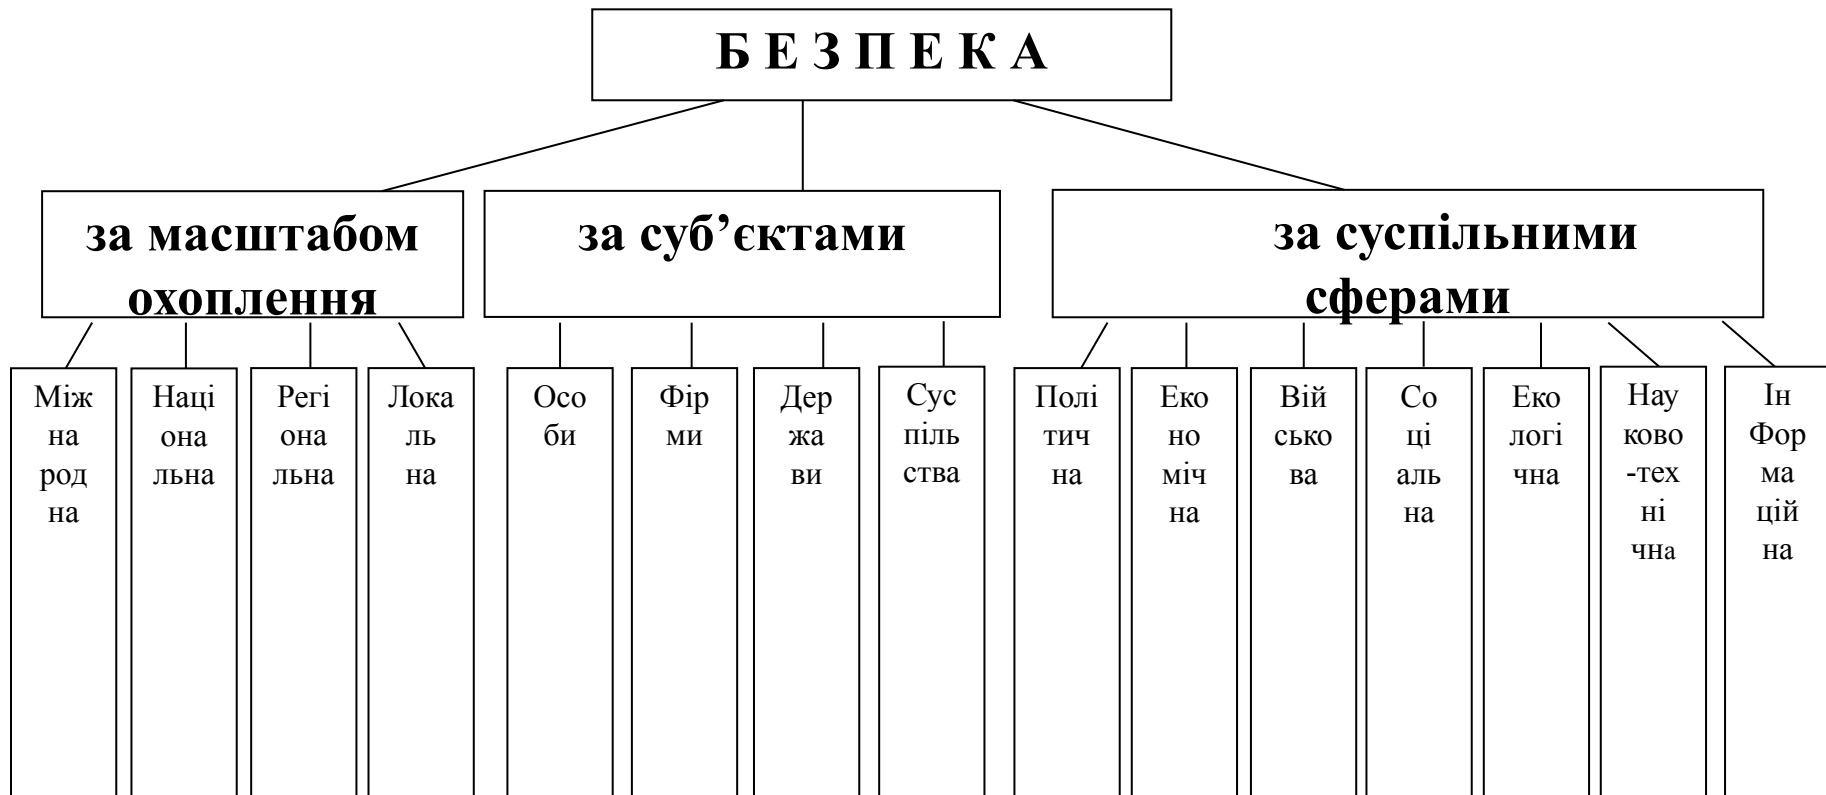 Б Е З П Е К А
за масштабом
охоплення
за суб’єктами
за суспільними
сферами
Між
на
род
на
Наці
она
льна
Регі
она
льна
Лока
ль
на
Осо
би
Фір
ми
Дер
жа
ви
Сус
піль
ства
Полі
тич
на
Еко
но
міч
на
Вій
сько
ва
Со
ці
аль
на
Еко
логі
чна
Нау
ково
-тех
ні
чна
Ін
Фор
ма
цій
на